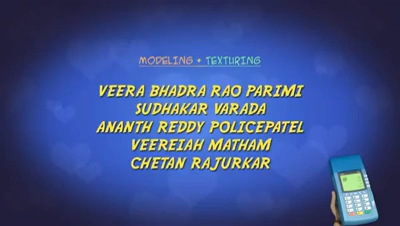 MODELING + TEXTURING
VEERA BHADRA RAO PARIMI
SUDHAKAR VARADA
ANANTH REDDY POLICEPATEL
VEEREIAH MATHAM
CHETAN RAJURKAR